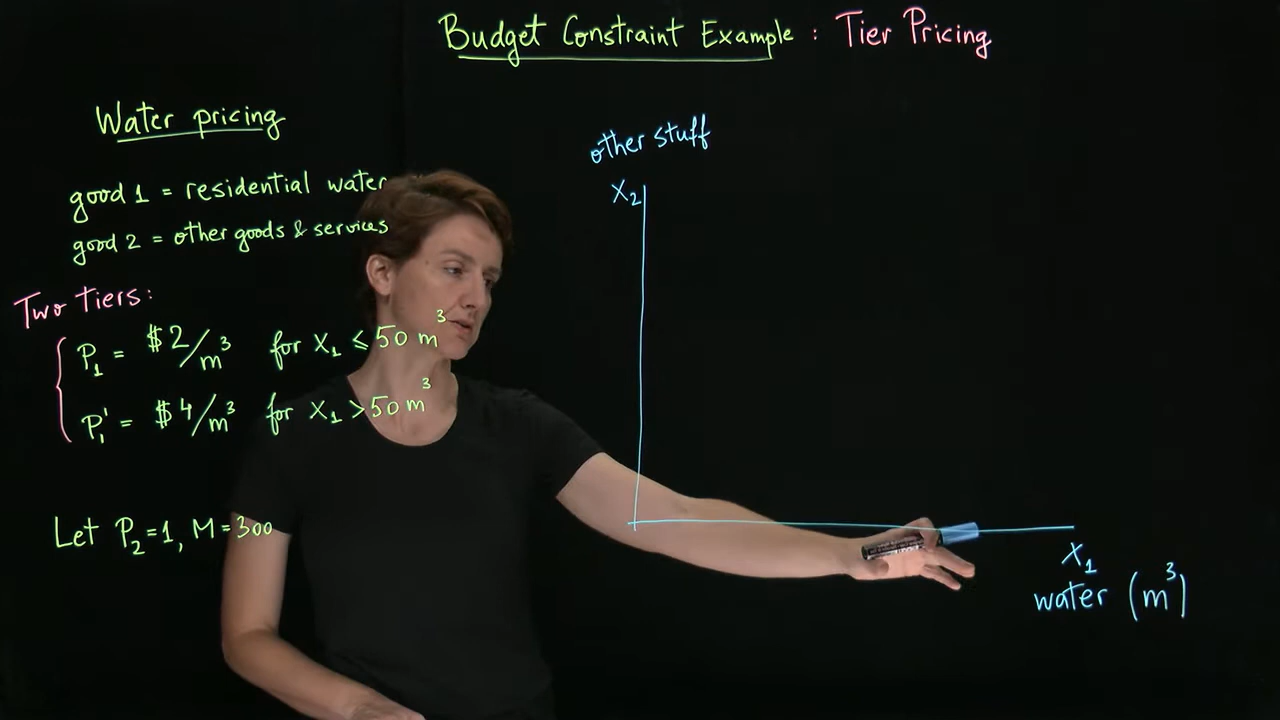 Budget Constraint Example : Tier Pricing
Water pricing
good 1 = residential water
good 2 = other goods & services
Two tiers:
P₁ = $2/m³ for X₁ ≤ 50 m³
P₁' = $4/m³ for X₁ > 50 m³
Let P₂ = 1, M = 300
other stuff
X₂
X₁
water (m³)